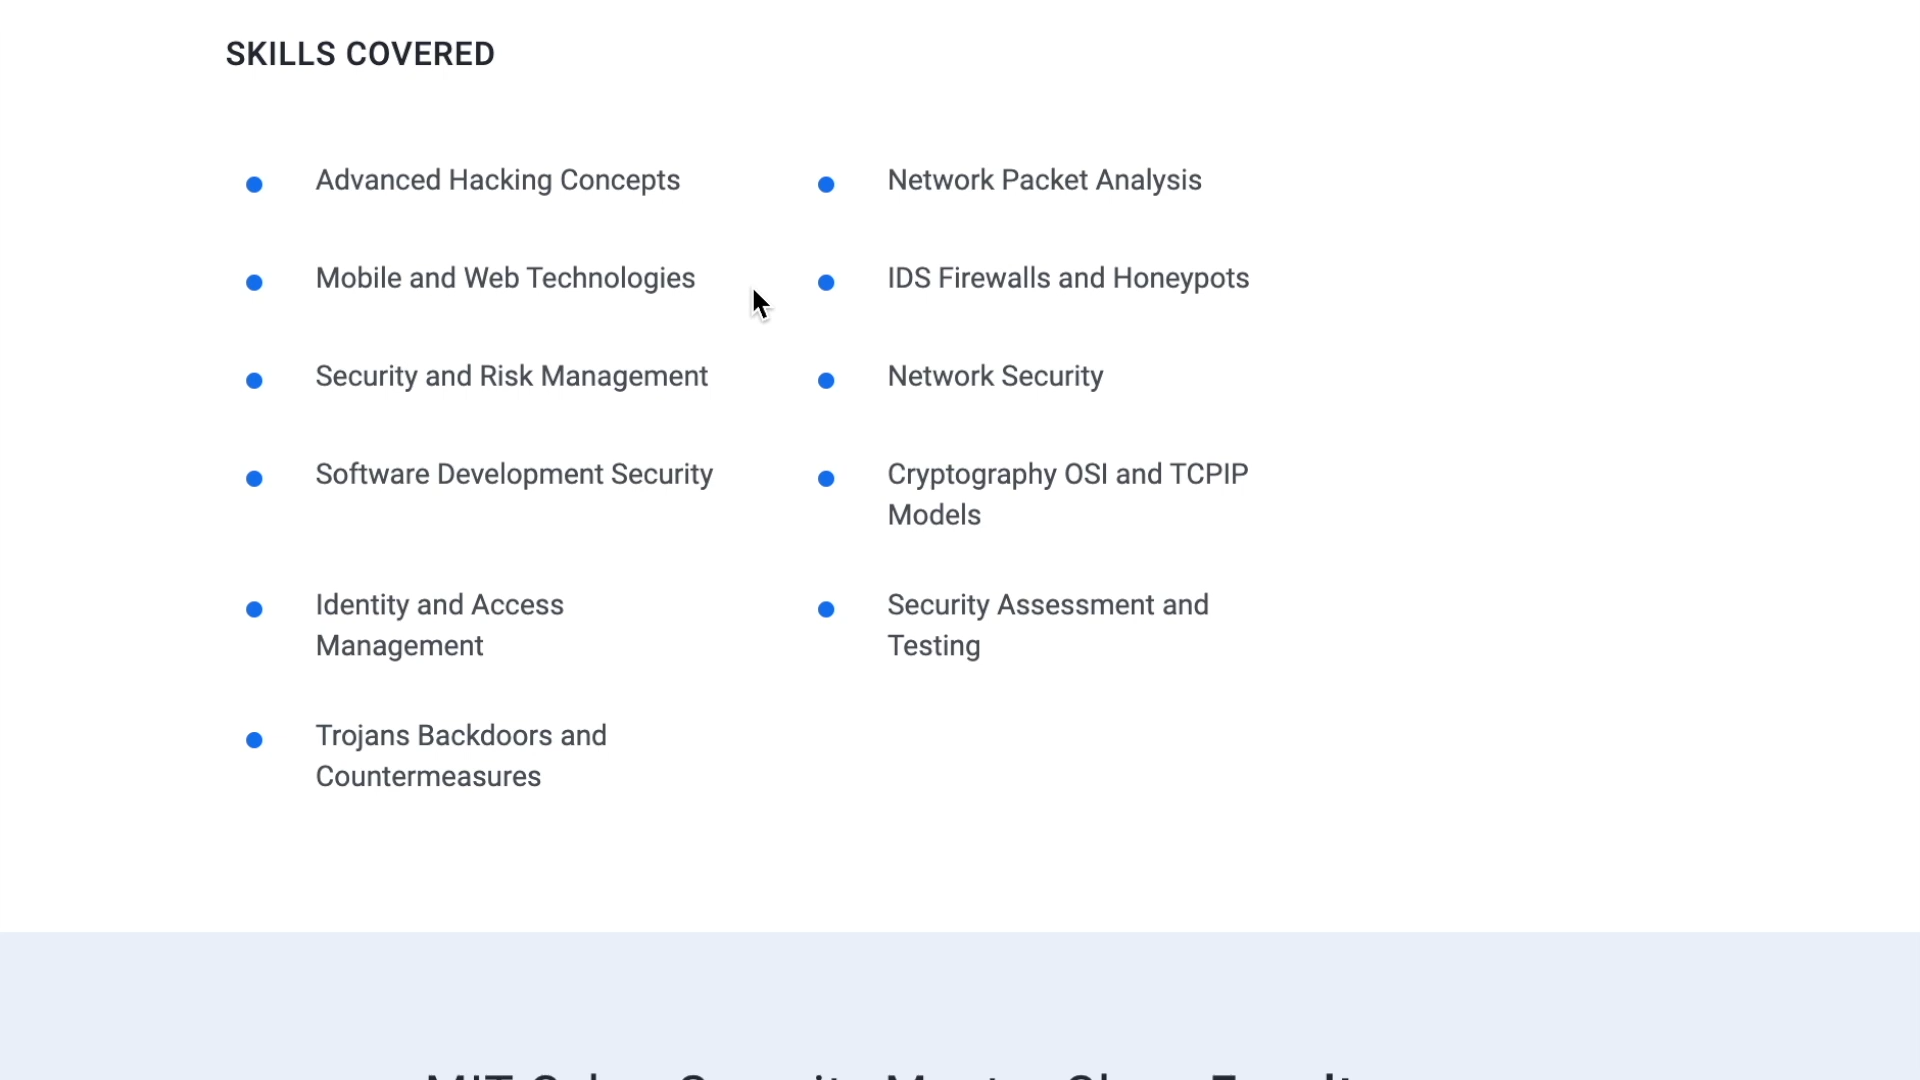 SKILLS COVERED
Advanced Hacking Concepts
Network Packet Analysis
Mobile and Web Technologies
IDS Firewalls and Honeypots
Security and Risk Management
Network Security
Software Development Security
Cryptography OSI and TCPIP
Models
Identity and Access
Management
Security Assessment and
Testing
Trojans Backdoors and
Countermeasures